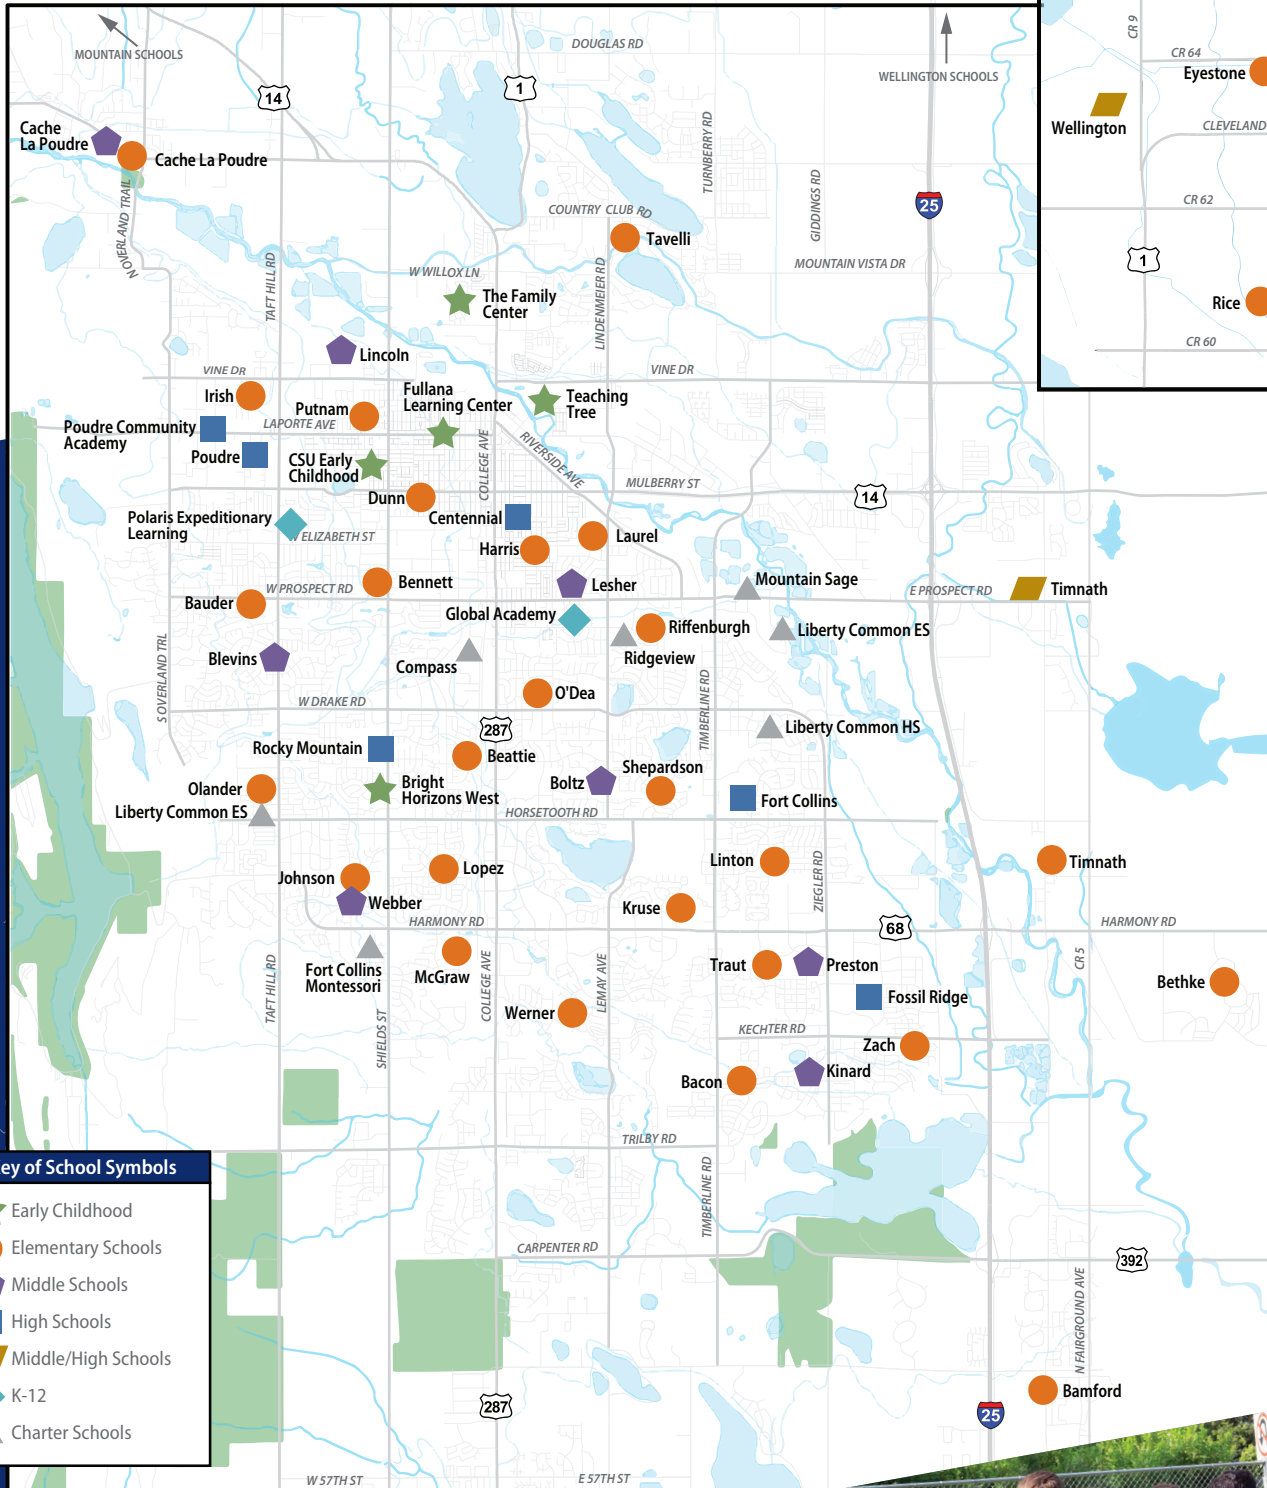 MOUNTAIN SCHOOLS
DOUGLAS RD
WELLINGTON SCHOOLS
14
1
CR 9
CR 64
Eyestone
Wellington
CLEVELAND
CR 62
1
Rice
CR 60
Cache
La Poudre
Cache La Poudre
N OVERLAND TRAIL
TURNBERRY RD
GIDDINGS RD
25
COUNTRY CLUB RD
Tavelli
TAFT HILL RD
W WILLOX LN
MOUNTAIN VISTA DR
LINDENMEIER RD
The Family
Center
Lincoln
VINE DR
VINE DR
Irish
Putnam
Fullana
Learning Center
Teaching
Tree
LAPORTE AVE
Poudre Community
Academy
Poudre
CSU Early
Childhood
COLLEGE AVE
RIVERSIDE AVE
MULBERRY ST
14
Dunn
Polaris Expeditionary
Learning
W ELIZABETH ST
Centennial
Harris
Laurel
Bennett
W PROSPECT RD
Lesher
Mountain Sage
E PROSPECT RD
Timnath
Bauder
Global Academy
Riffenburgh
Liberty Common ES
Blevins
Compass
Ridgeview
S OVERLAND TRL
W DRAKE RD
O'Dea
TIMBERLINE RD
287
Liberty Common HS
Rocky Mountain
Beattie
Shepardson
Boltz
Olander
Bright
Horizons West
Fort Collins
Liberty Common ES
HORSETOOTH RD
Lopez
Linton
ZIEGLER RD
Timnath
Johnson
Webber
Kruse
HARMONY RD
68
HARMONY RD
Fort Collins
Montessori
McGraw
Traut
Preston
CR 5
Bethke
TAFT HILL RD
COLLEGE AVE
LEMAY AVE
Fossil Ridge
Werner
SHIELDS ST
KECHTER RD
Zach
Bacon
Kinard
TRILBY RD
TIMBERLINE RD
CARPENTER RD
392
N FAIRGROUND AVE
Bamford
287
25
W 57TH ST
E 57TH ST
Key of School Symbols
Early Childhood
Elementary Schools
Middle Schools
High Schools
Middle/High Schools
K-12
Charter Schools